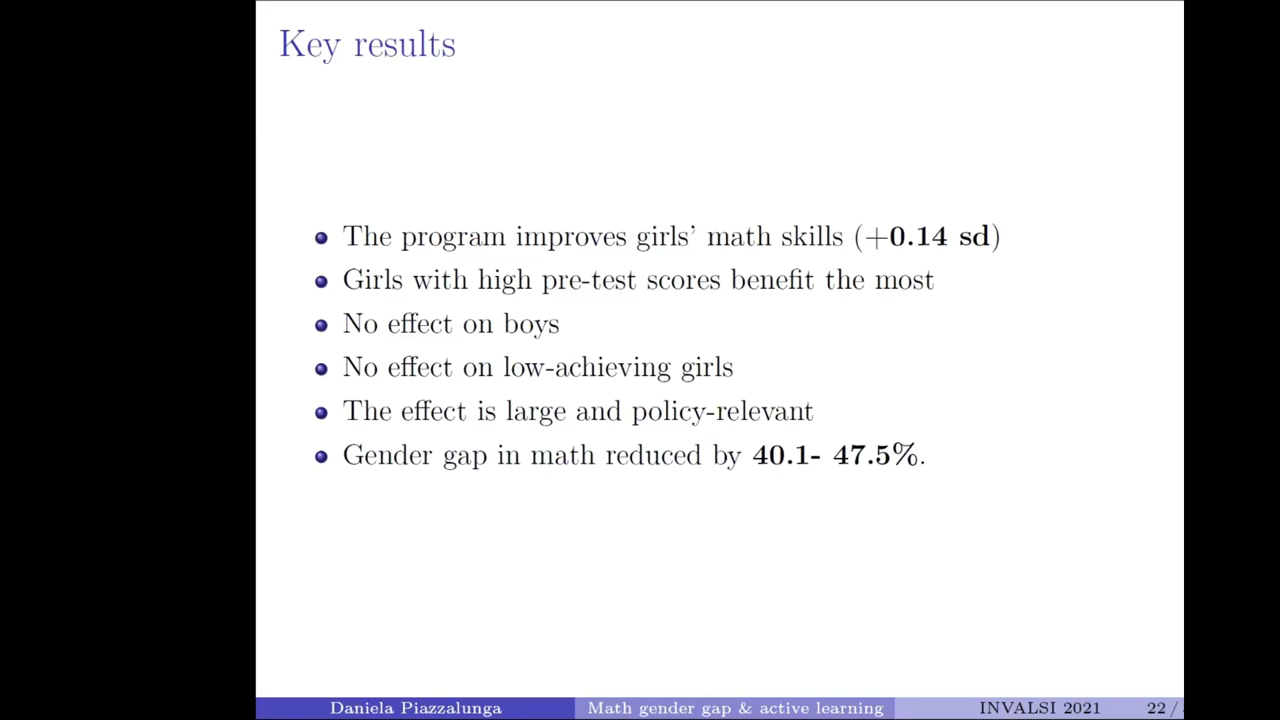 Key results
The program improves girls' math skills (+0.14 sd)
Girls with high pre-test scores benefit the most
No effect on boys
No effect on low-achieving girls
The effect is large and policy-relevant
Gender gap in math reduced by 40.1- 47.5%.
Daniela Piazzalunga Math gender gap & active learning INVALSI 2021 22 /